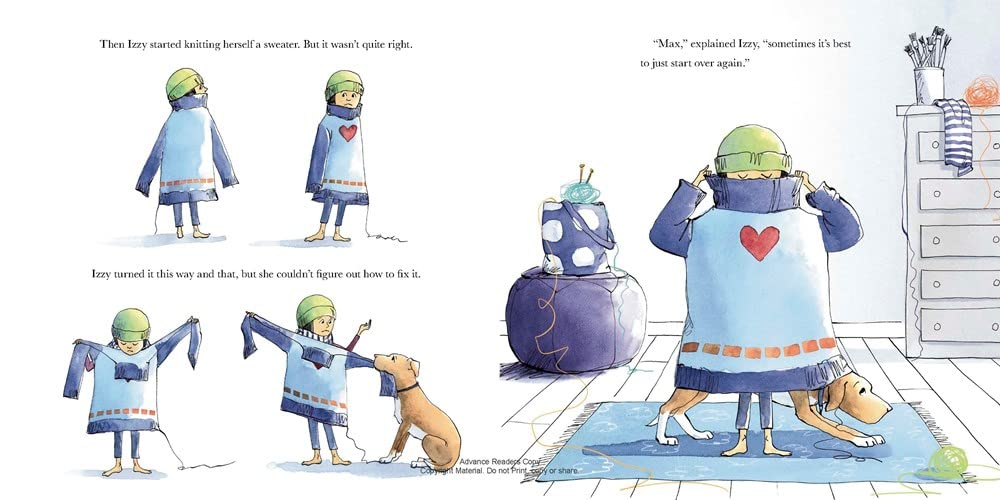 Then Izzy started knitting herself a sweater. But it wasn't quite right.
Izzy turned it this way and that, but she couldn't figure out how to fix it.
“Max,” explained Izzy, “sometimes it's best
to just start over again.”
Advance Readers Copy
Copyright Material. Do not Print, copy or share.